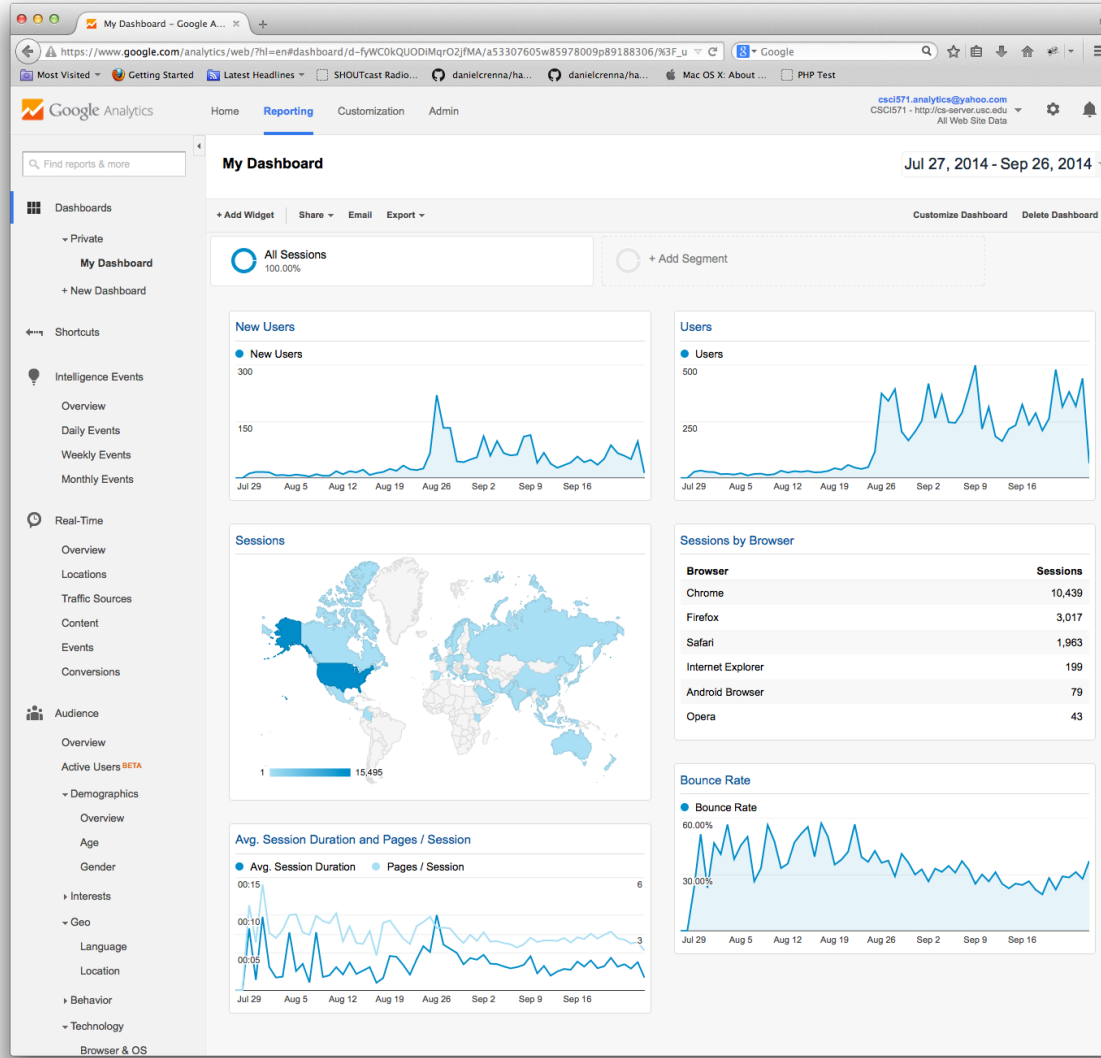 My Dashboard - Google A...
https://www.google.com/analytics/web/?hl=en#dashboard/d-fyWC0kQUODiMqrO2jfMA/a53307605w85978009p89188306/%3F_u
Google
Most Visited
Getting Started
Latest Headlines
SHOUTcast Radio...
danielcrenna/ha...
danielcrenna/ha...
Mac OS X: About ...
PHP Test
Google Analytics
Home
Reporting
Customization
Admin
csci571.analytics@yahoo.com
CSCI571 - http://cs-server.usc.edu
All Web Site Data
Find reports & more
Dashboards
Private
My Dashboard
+ New Dashboard
Shortcuts
Intelligence Events
Overview
Daily Events
Weekly Events
Monthly Events
Real-Time
Overview
Locations
Traffic Sources
Content
Events
Conversions
Audience
Overview
Active Users BETA
Demographics
Overview
Age
Gender
Interests
Geo
Language
Location
Behavior
Technology
Browser & OS
My Dashboard
Jul 27, 2014 - Sep 26, 2014
+ Add Widget
Share
Email
Export
Customize Dashboard
Delete Dashboard
All Sessions
100.00%
+ Add Segment
New Users
New Users
300
150
Jul 29 Aug 5 Aug 12 Aug 19 Aug 26 Sep 2 Sep 9 Sep 16
Users
Users
500
250
Jul 29 Aug 5 Aug 12 Aug 19 Aug 26 Sep 2 Sep 9 Sep 16
Sessions
1 15,495
Sessions by Browser
Browser Sessions
Chrome 10,439
Firefox 3,017
Safari 1,963
Internet Explorer 199
Android Browser 79
Opera 43
Avg. Session Duration and Pages / Session
Avg. Session Duration Pages / Session
00:15 6
00:10
3
00:05
Jul 29 Aug 5 Aug 12 Aug 19 Aug 26 Sep 2 Sep 9 Sep 16
Bounce Rate
Bounce Rate
60.00%
30.00%
Jul 29 Aug 5 Aug 12 Aug 19 Aug 26 Sep 2 Sep 9 Sep 16